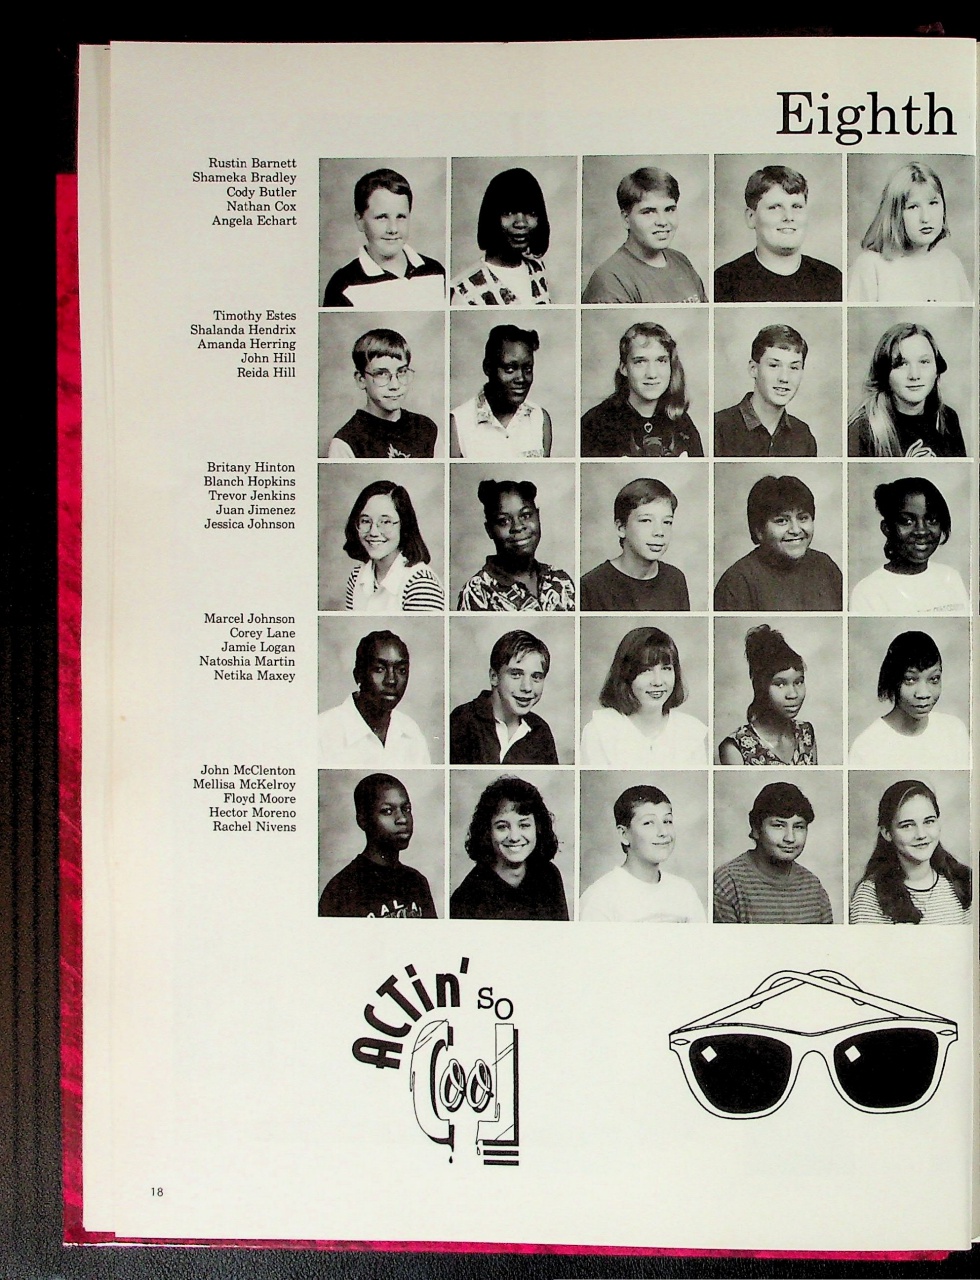 Eighth
Rustin Barnett
Shameka Bradley
Cody Butler
Nathan Cox
Angela Echart
Timothy Estes
Shalanda Hendrix
Amanda Herring
John Hill
Reida Hill
Britany Hinton
Blanch Hopkins
Trevor Jenkins
Juan Jimenez
Jessica Johnson
Marcel Johnson
Corey Lane
Jamie Logan
Natoshia Martin
Netika Maxey
John McClenton
Mellisa McKelroy
Floyd Moore
Hector Moreno
Rachel Nivens
ACTin' so
Cool
18